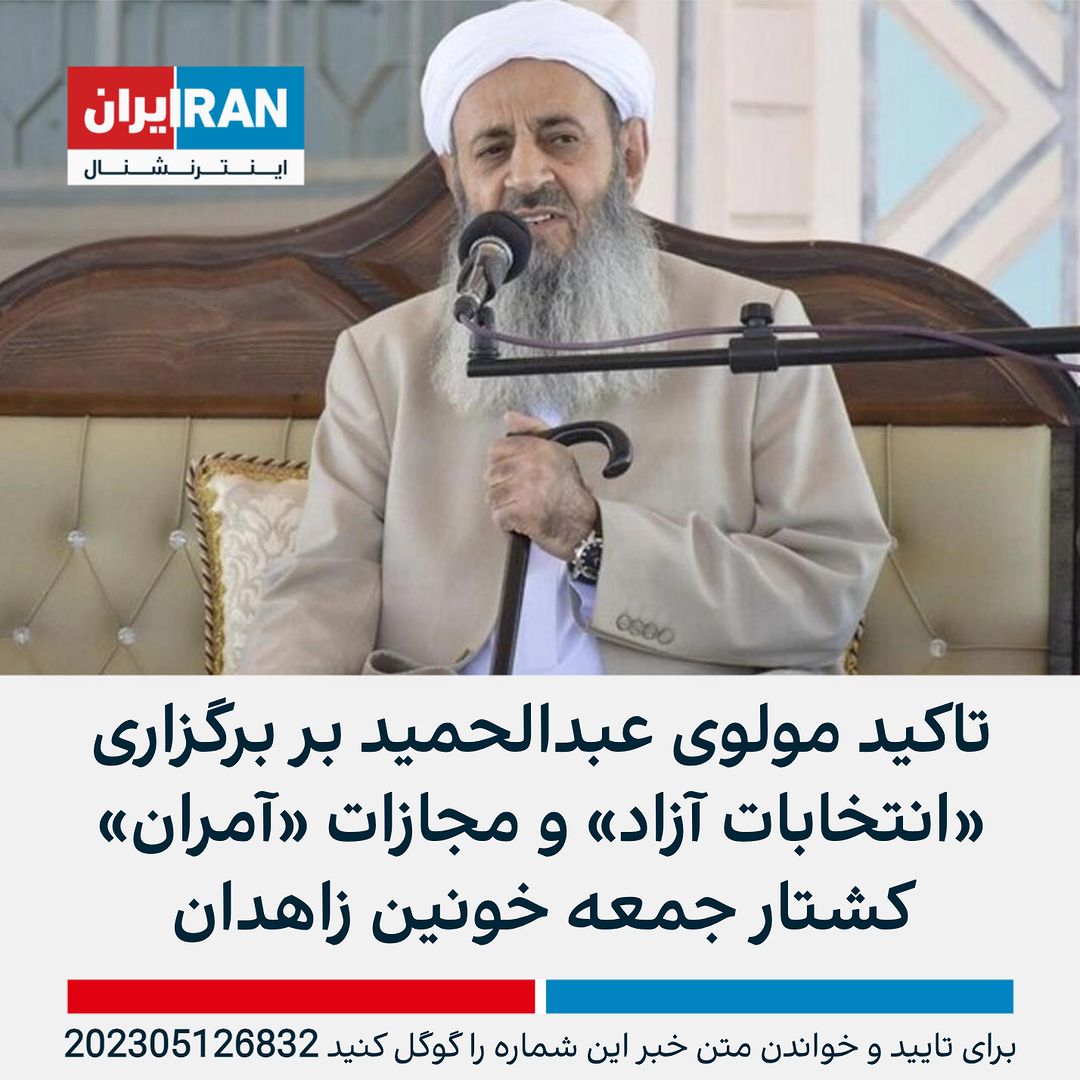 ایران IRAN
اینترنشنال
تاکید مولوی عبدالحمید بر برگزاری
«انتخابات آزاد» و مجازات «آمران»
کشتار جمعه خونین زاهدان
برای تایید و خواندن متن خبر این شماره را گوگل کنید 202305126832